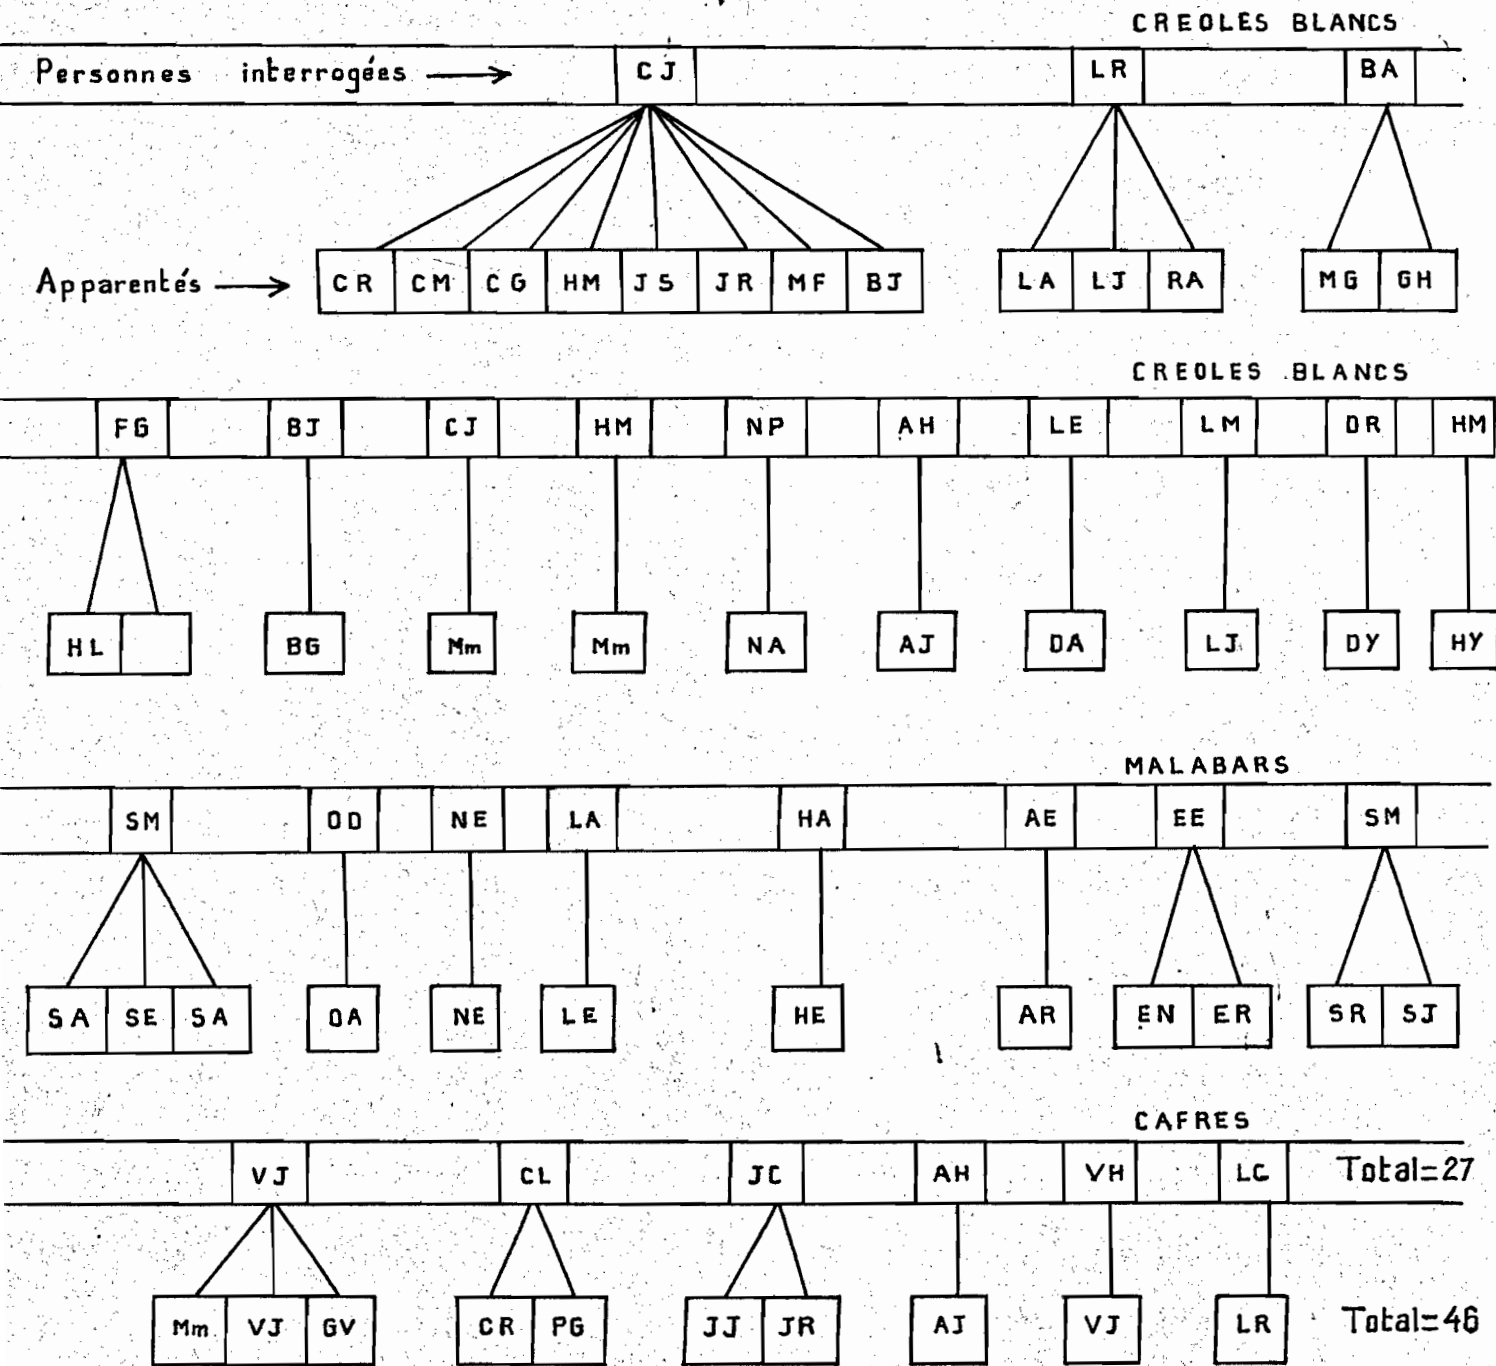 CREOLES BLANCS
Personnes interrogées CJ LR BA
Apparentés CR CM CG HM JS JR MF BJ LA LJ RA MG GH
CREOLES BLANCS
FG BJ CJ HM NP AH LE LM DR HM
HL BG Mm Mm NA AJ DA LJ DY HY
MALABARS
SM OD NE LA HA AE EE SM
SA SE SA OA NE LE HE AR EN ER SR SJ
CAFRES
VJ CL JC AH VH LC Total=27
Mm VJ GV CR PG JJ JR AJ VJ LR Total=46